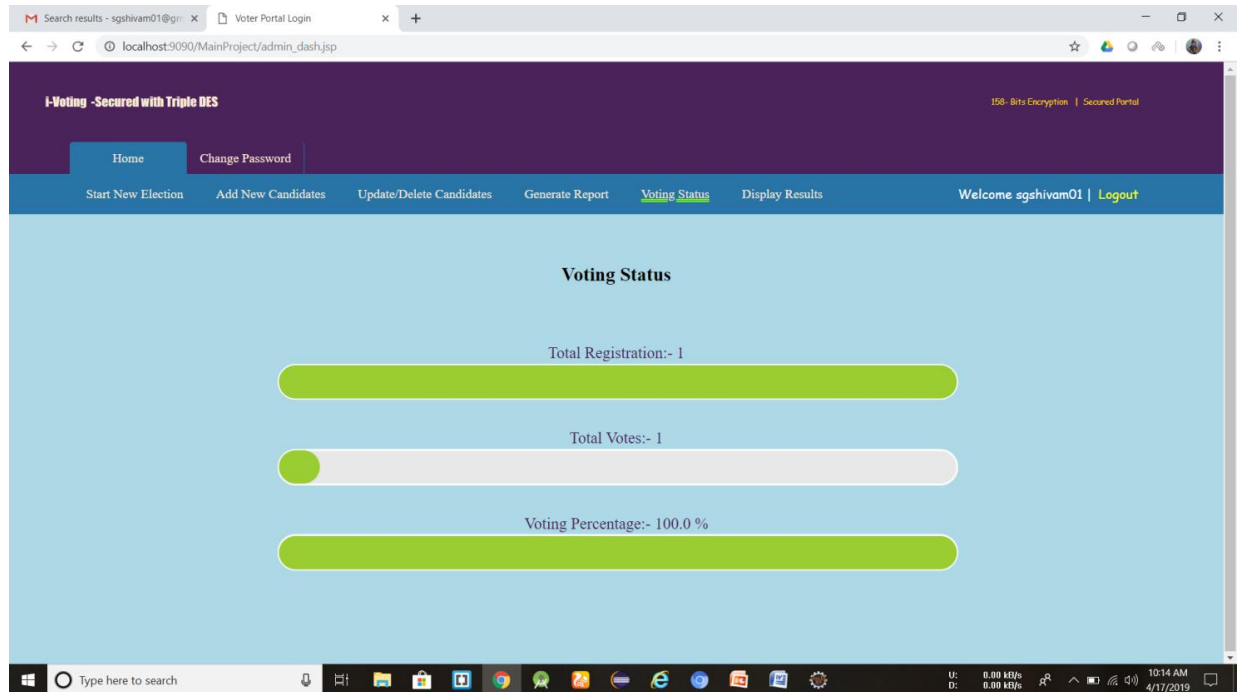 Search results - sgshivam01@gm
Voter Portal Login
localhost:9090/MainProject/admin_dash.jsp
i-Voting -Secured with Triple DES
158- Bits Encryption | Secured Portal
Home Change Password
Start New Election Add New Candidates Update/Delete Candidates Generate Report Voting Status Display Results Welcome sgshivam01 | Logout
Voting Status
Total Registration:- 1
Total Votes:- 1
Voting Percentage:- 100.0 %
Type here to search
U: 0.00 kB/s
D: 0.00 kB/s
10:14 AM
4/17/2019